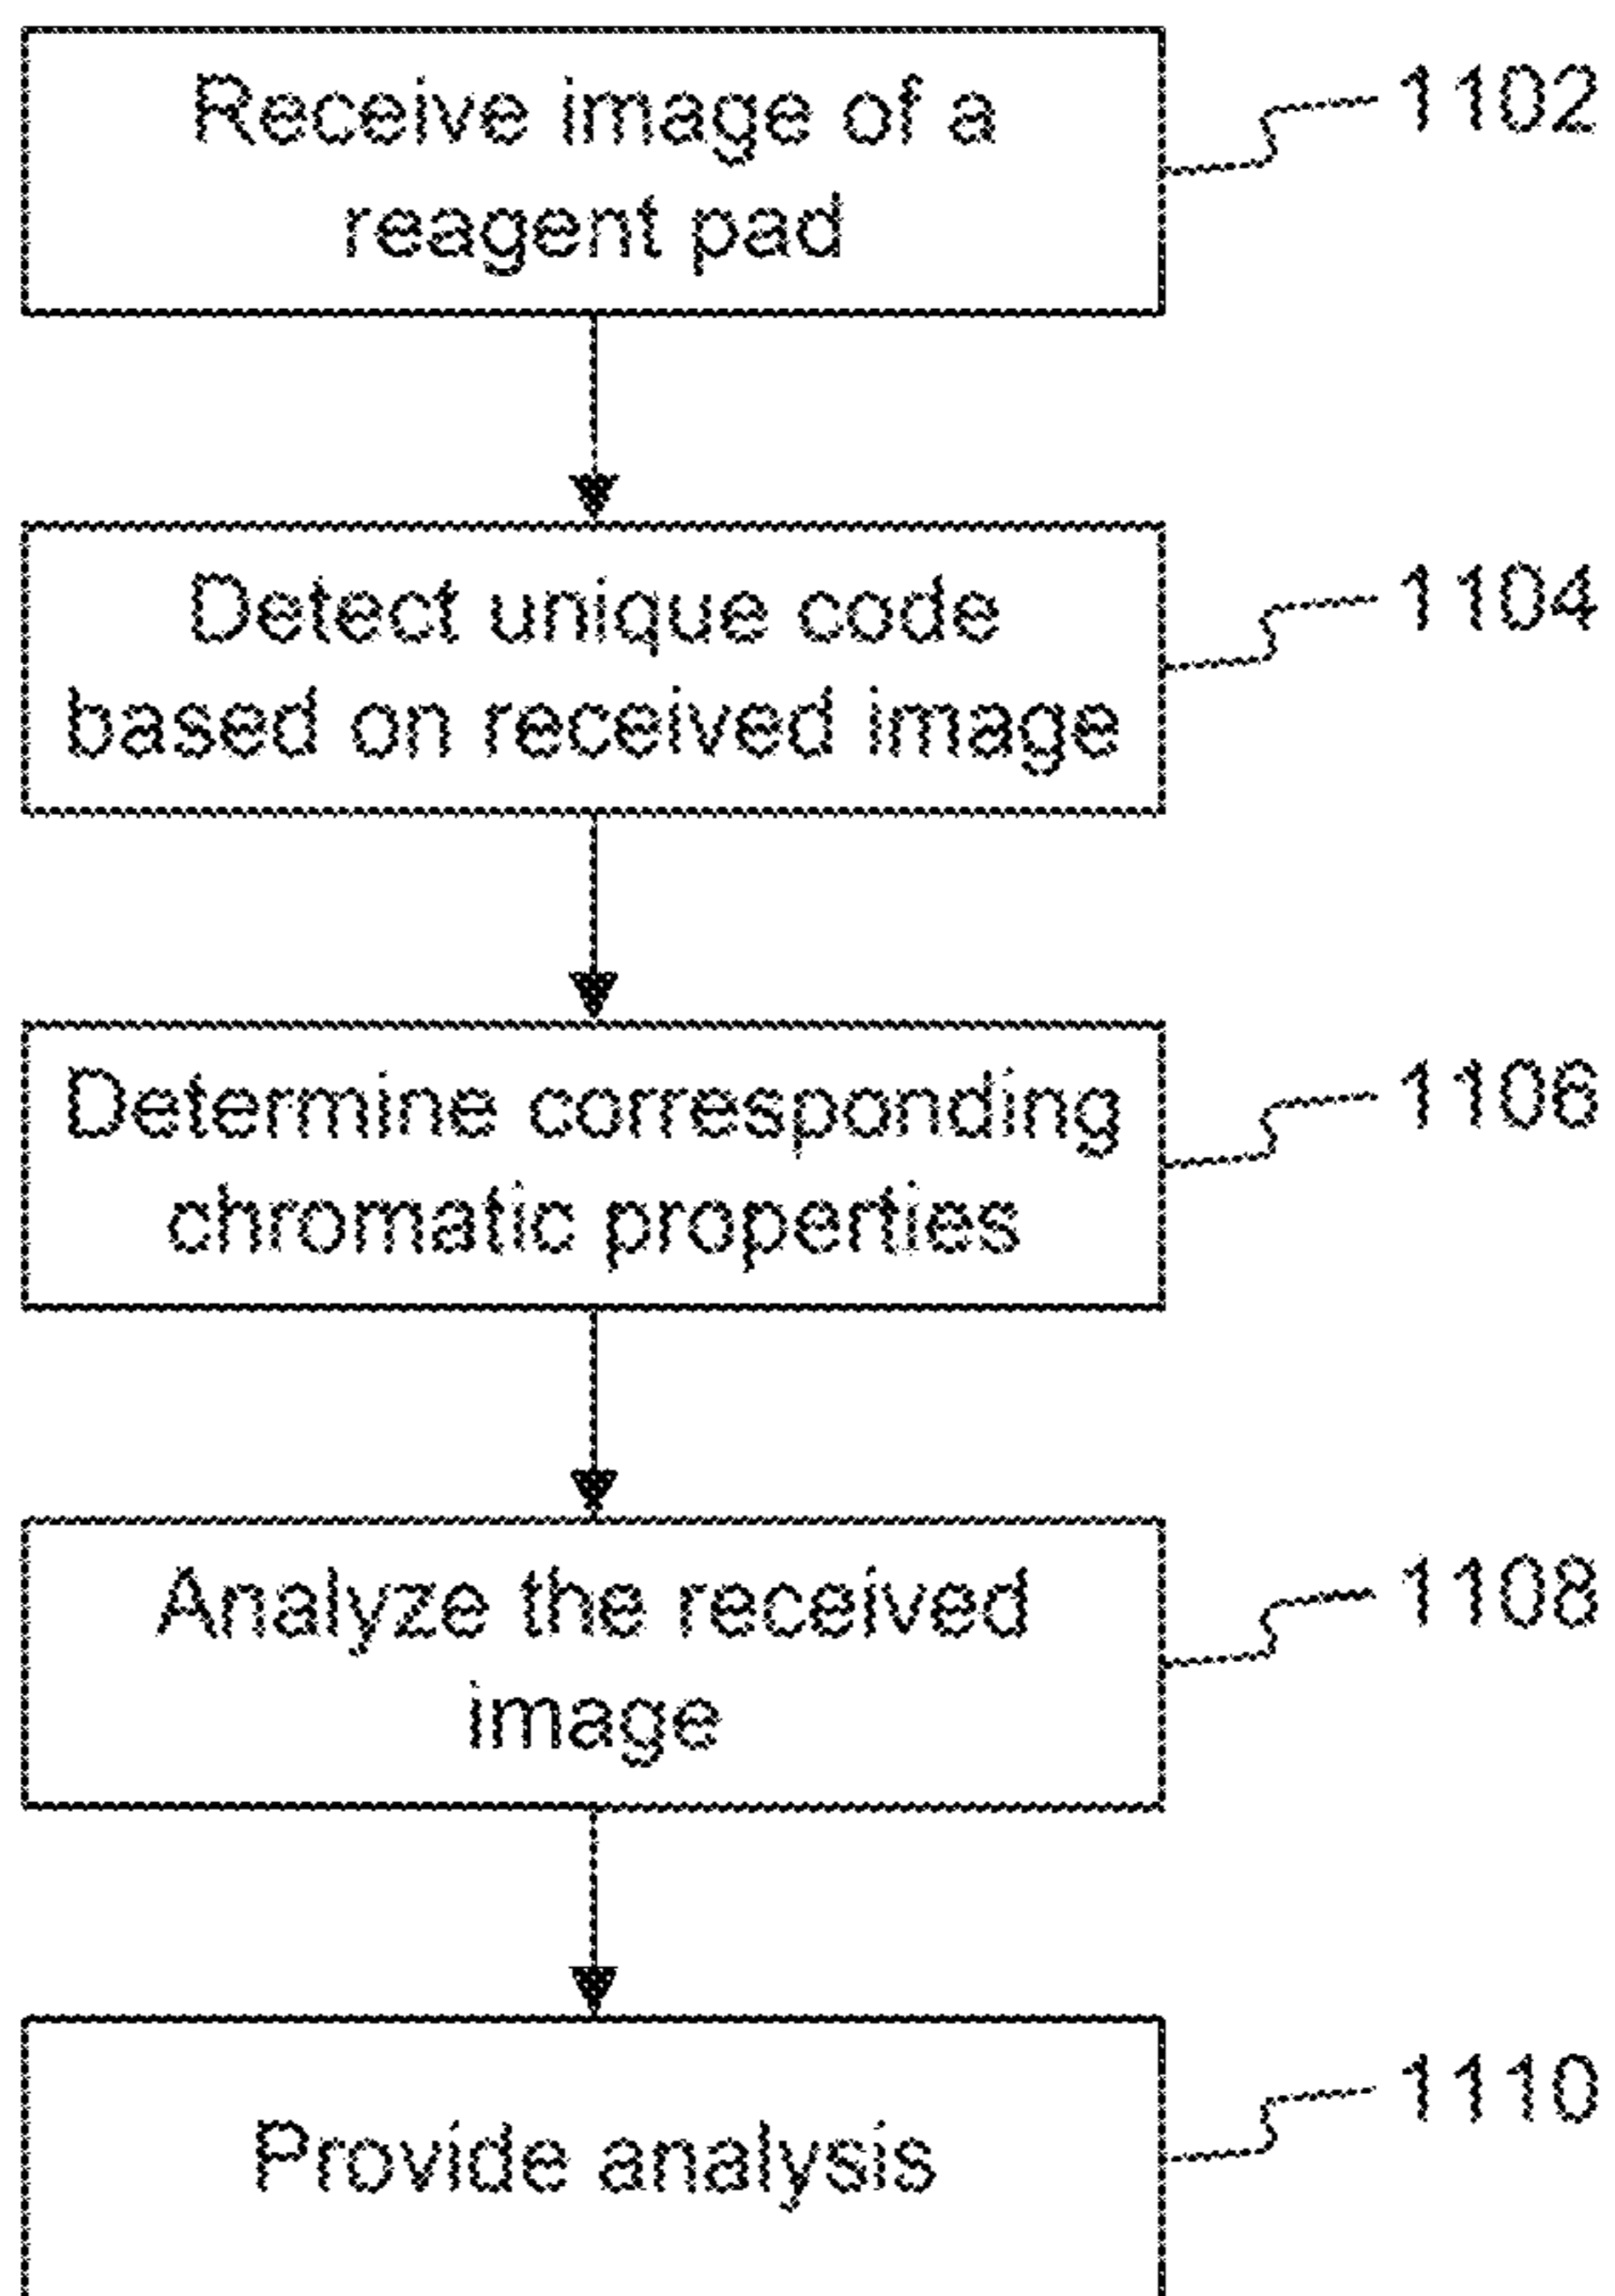 Receive image of a
reagent pad
1102
Detect unique code
based on received image
1104
Determine corresponding
chromatic properties
1106
Analyze the received
image
1108
Provide analysis
1110